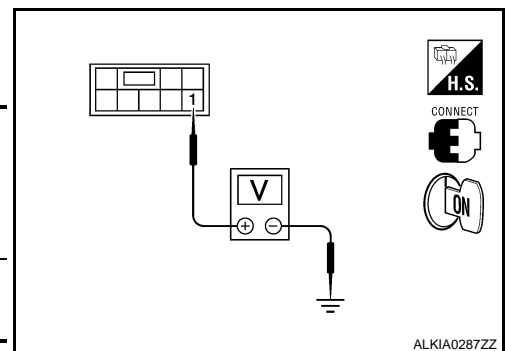 H.S.
CONNECT
1
ON
V
+ −
ALKIA0287ZZ